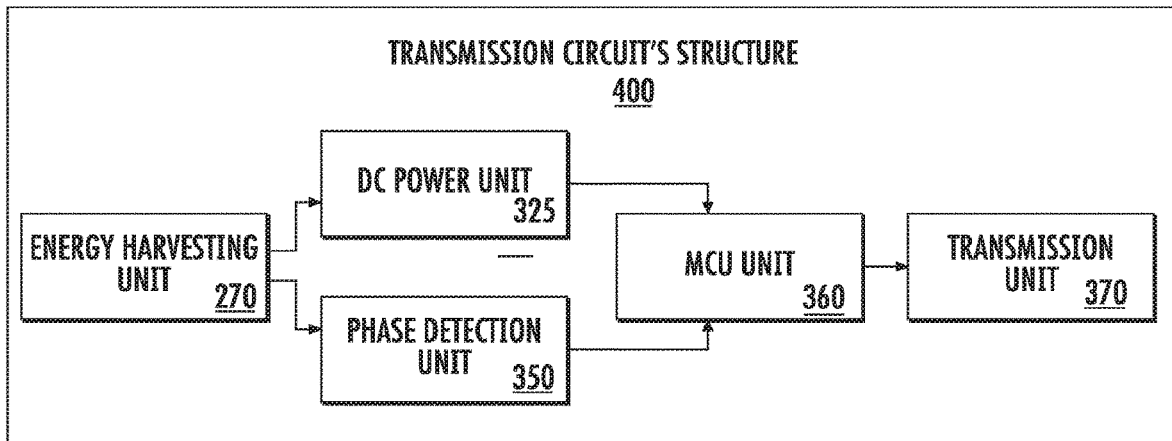 TRANSMISSION CIRCUIT'S STRUCTURE
400
DC POWER UNIT
325
ENERGY HARVESTING
UNIT
270
PHASE DETECTION
UNIT
350
MCU UNIT
360
TRANSMISSION
UNIT
370